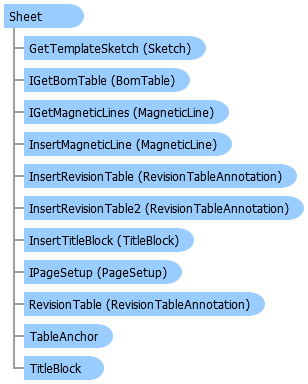 Sheet
GetTemplateSketch (Sketch)
IGetBomTable (BomTable)
IGetMagneticLines (MagneticLine)
InsertMagneticLine (MagneticLine)
InsertRevisionTable (RevisionTableAnnotation)
InsertRevisionTable2 (RevisionTableAnnotation)
InsertTitleBlock (TitleBlock)
IPageSetup (PageSetup)
RevisionTable (RevisionTableAnnotation)
TableAnchor
TitleBlock